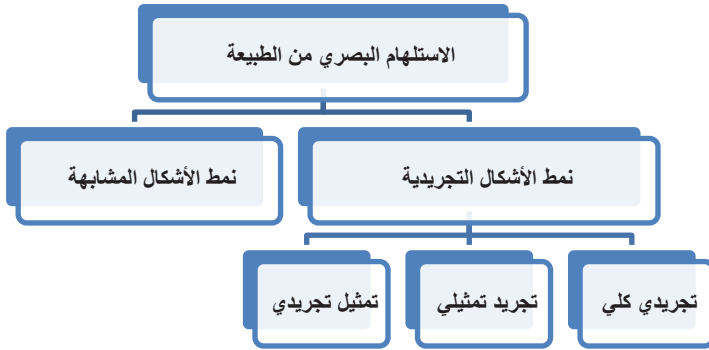 الاستلهام البصري من الطبيعة
نمط الأشكال التجريدية
نمط الأشكال المشابهة
تجريدي كلي
تجريد تمثيلي
تمثيل تجريدي